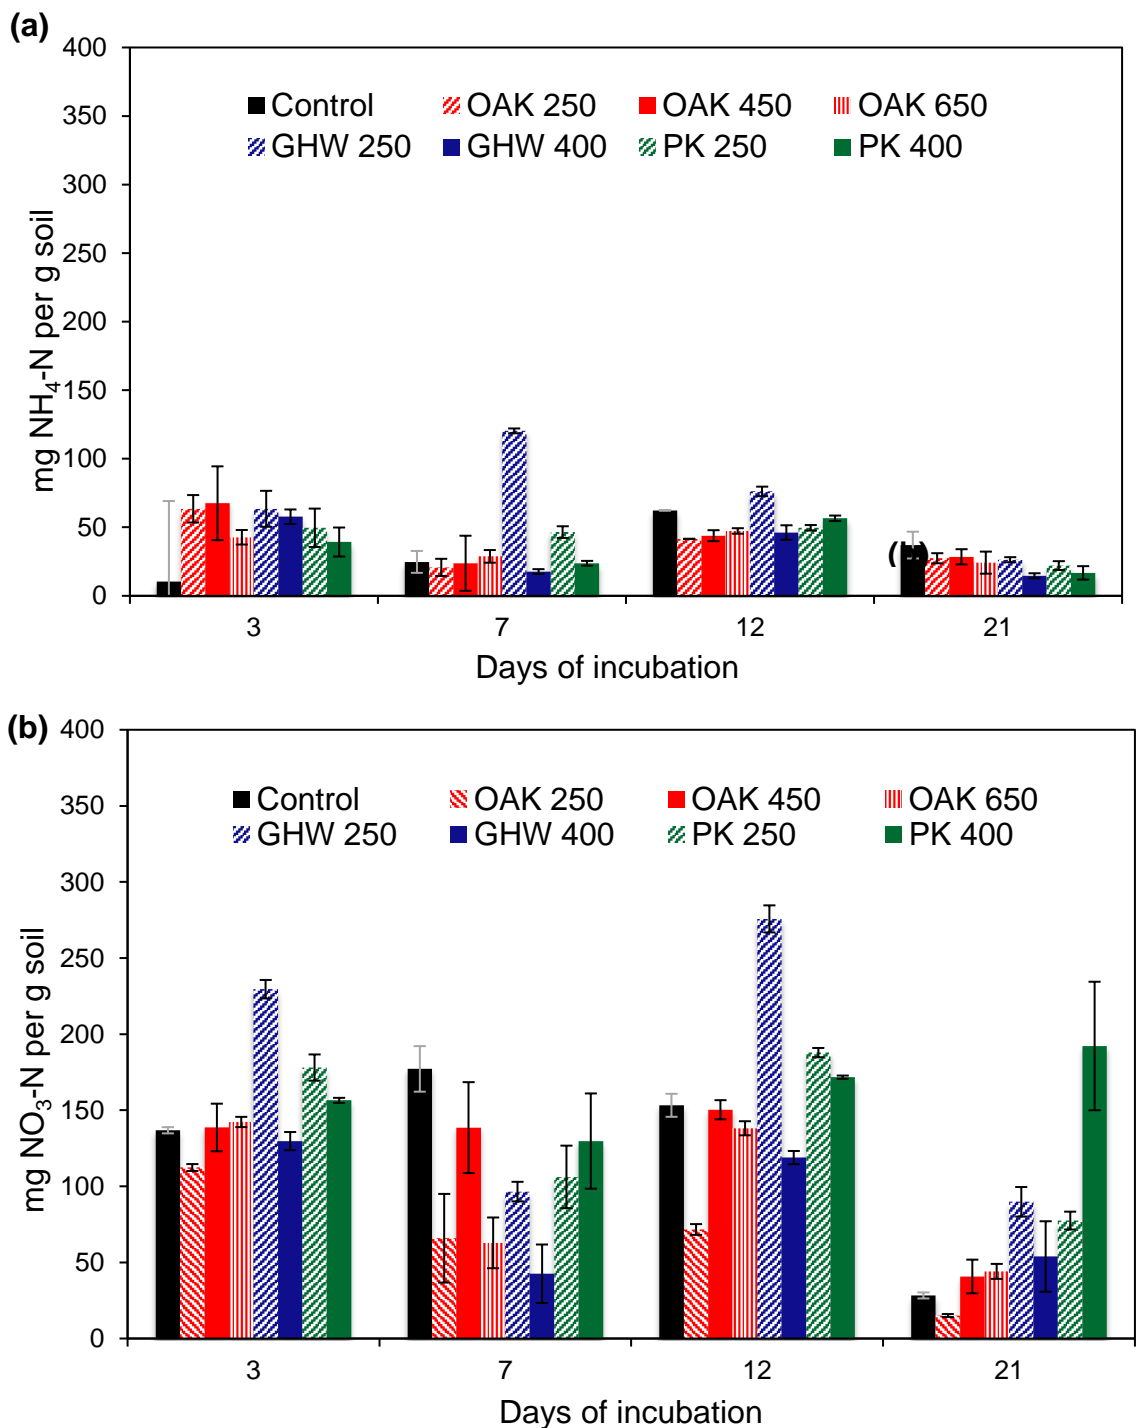 (a)
400
350
Control OAK 250 OAK 450 OAK 650
GHW 250 GHW 400 PK 250 PK 400
300
250
200
150
100
50
0
mg NH₄-N per g soil
(b)
3 7 12 21
Days of incubation
(b)
400
350
Control OAK 250 OAK 450 OAK 650
GHW 250 GHW 400 PK 250 PK 400
300
250
200
150
100
50
0
mg NO₃-N per g soil
3 7 12 21
Days of incubation